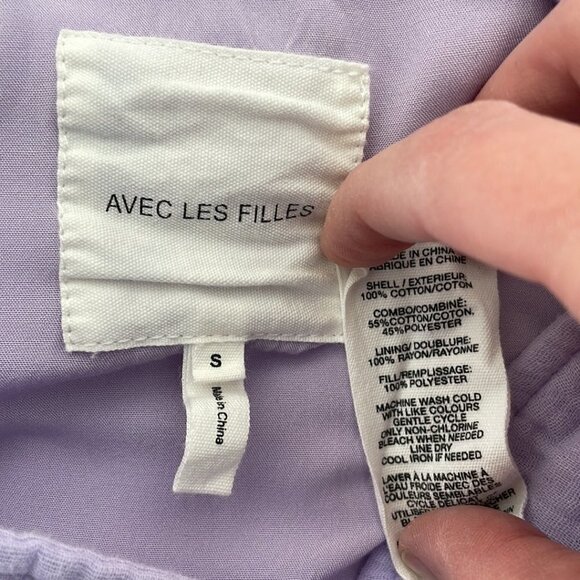 AVEC LES FILLES
S
Made in China
MADE IN CHINA
FABRIQUÉ EN CHINE
SHELL / EXTERIEUR:
100% COTTON/COTON
COMBO/COMBINÉ:
55%COTTON/COTON,
45%POLYESTER
LINING/ DOUBLURE:
100% RAYON/RAYONNE
FILL/REMPLISSAGE:
100% POLYESTER
MACHINE WASH COLD
WITH LIKE COLOURS
GENTLE CYCLE
ONLY NON-CHLORINE
BLEACH WHEN NEEDED
LINE DRY
COOL IRON IF NEEDED
LAVER À LA MACHINE À
L'EAU FROIDE AVEC DES
COULEURS SEMBLABLES
CYCLE DÉLICAT